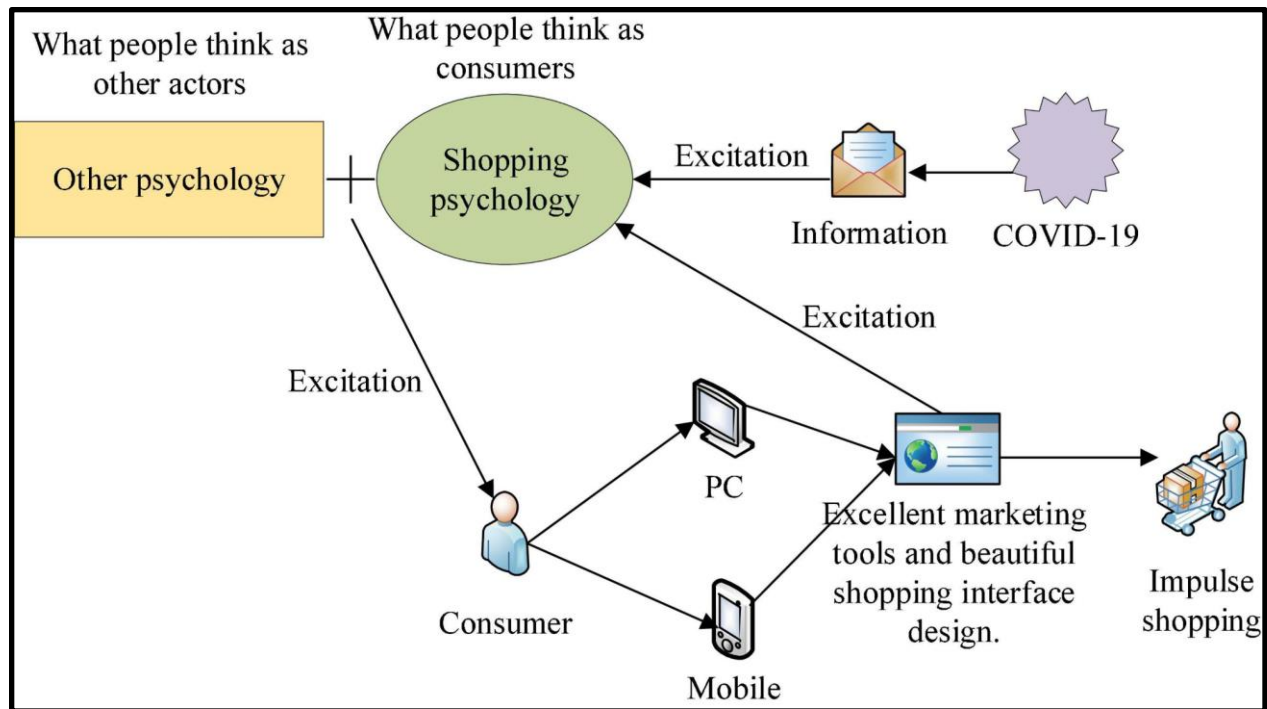 What people think as
other actors
What people think as
consumers
Other psychology
Shopping
psychology
Excitation
Information
COVID-19
Excitation
Excitation
PC
Consumer
Mobile
Excellent marketing
tools and beautiful
shopping interface
design.
Impulse
shopping